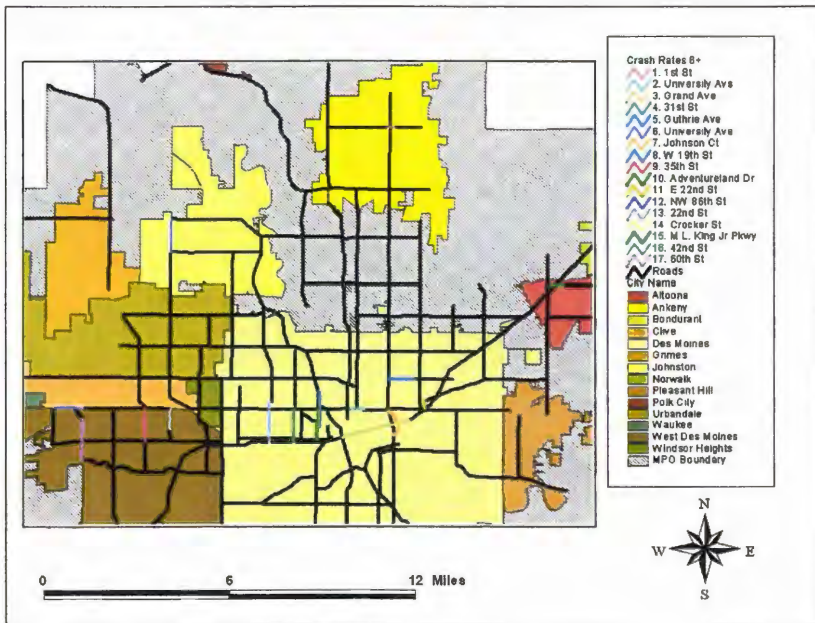 Crash Rates 6+
1. 1st St
2. University Ave
3. Grand Ave
4. 31st St
5. Guthrie Ave
6. University Ave
7. Johnson Ct
8. W 19th St
9. 35th St
10. Adventureland Dr
11. E 22nd St
12. NW 86th St
13. 22nd St
14. Crocker St
15. M L. King Jr Pkwy
16. 42nd St
17. 60th St
Roads
City Name
Altoona
Ankeny
Bondurant
Clive
Des Moines
Grimes
Johnston
Norwalk
Pleasant Hill
Polk City
Urbandale
Waukee
West Des Moines
Windsor Heights
MPO Boundary
N
W E
S
0 6 12 Miles